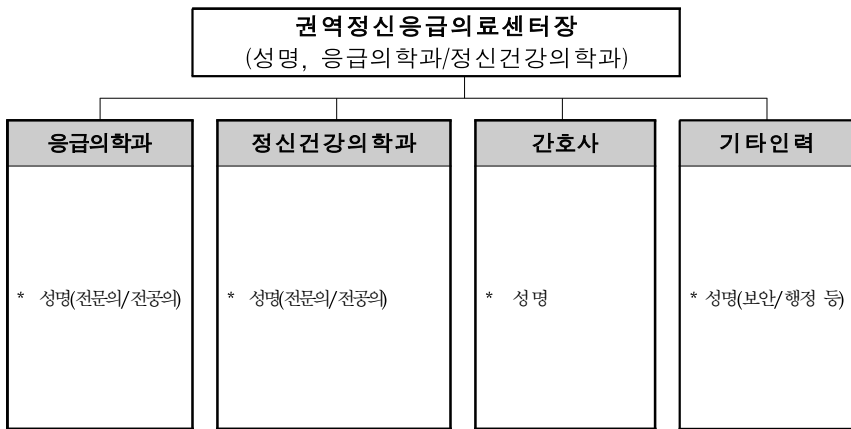 권역정신응급의료센터장
(성명, 응급의학과/정신건강의학과)
응급의학과
* 성명(전문의/전공의)
정신건강의학과
* 성명(전문의/전공의)
간호사
* 성명
기타인력
* 성명(보안/행정 등)